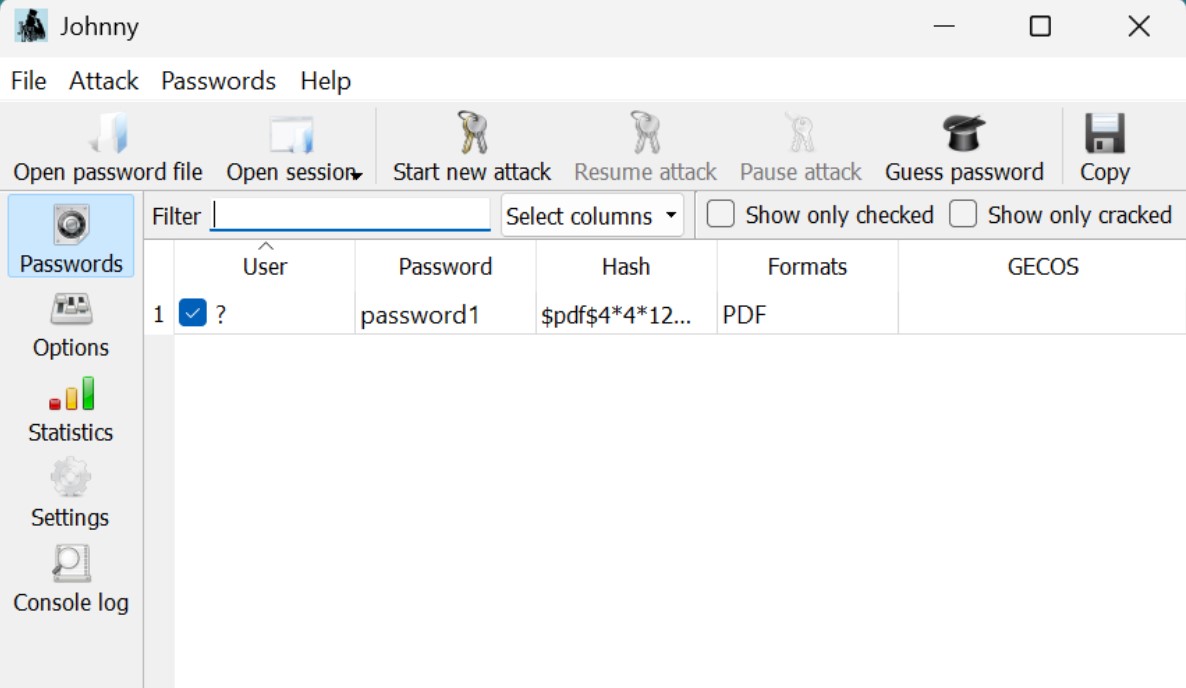 Johnny
File Attack Passwords Help
Open password file Open session Start new attack Resume attack Pause attack Guess password Copy
Passwords
Options
Statistics
Settings
Console log
Filter Select columns Show only checked Show only cracked
User Password Hash Formats GECOS
1 ? password1 $pdf$4*4*12... PDF